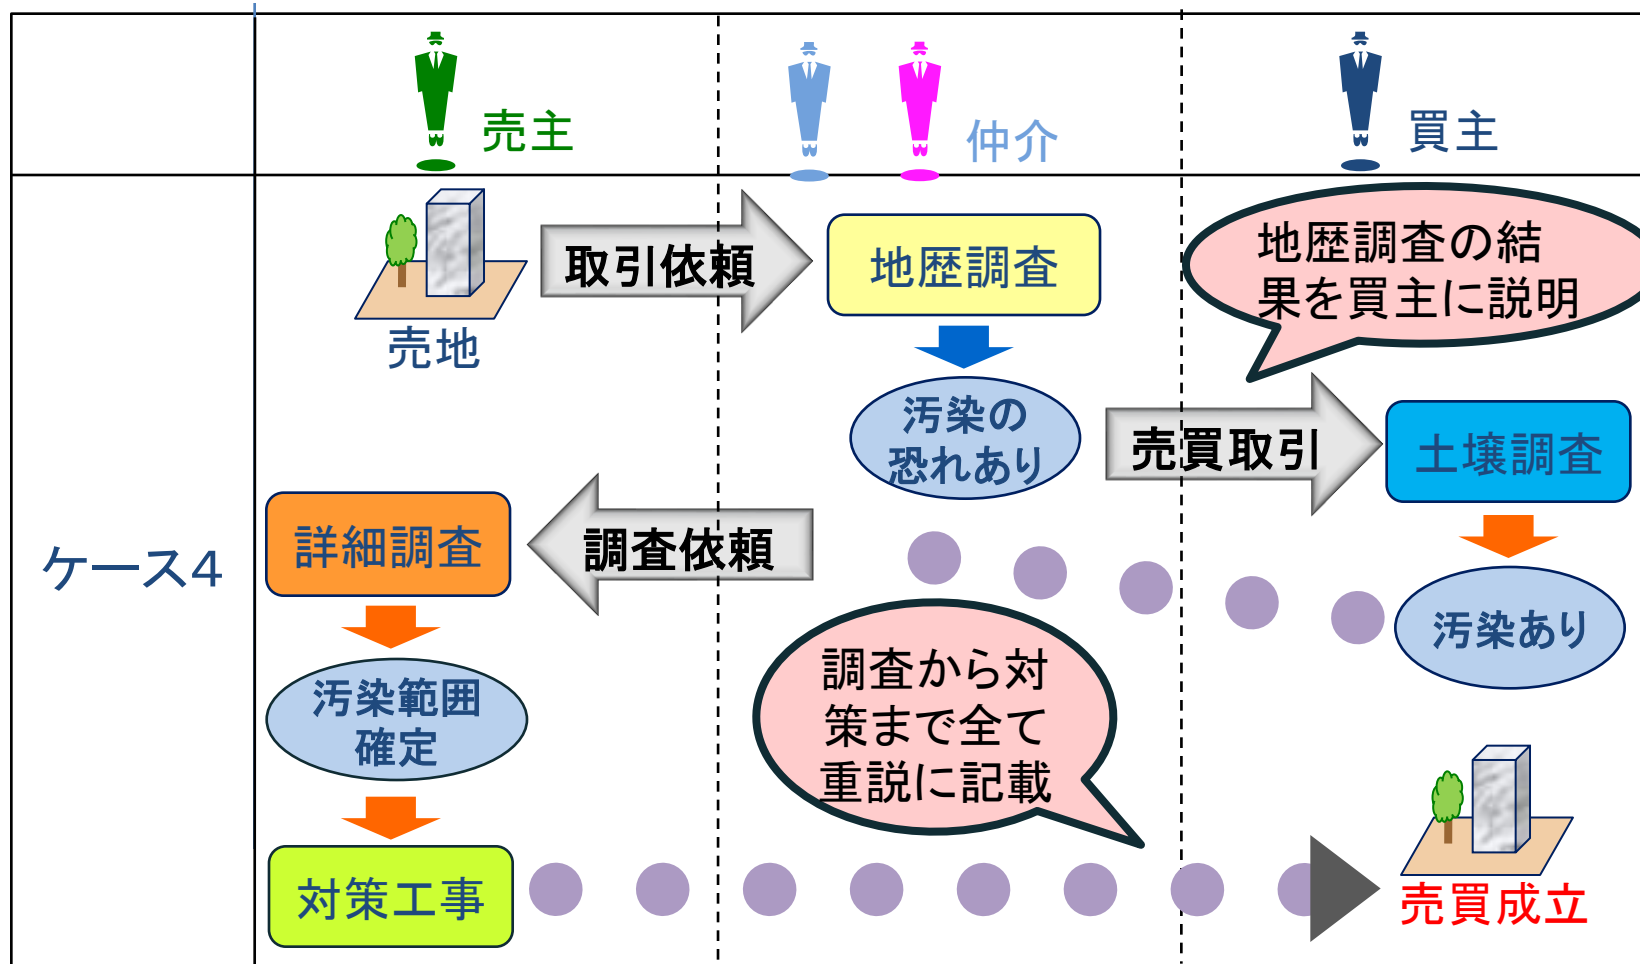 売主
仲介
買主
ケース4
売地
取引依頼
地歴調査
地歴調査の結
果を買主に説明
汚染の
恐れあり
売買取引
土壌調査
汚染あり
調査依頼
詳細調査
汚染範囲
確定
対策工事
調査から対
策まで全て
重説に記載
売買成立